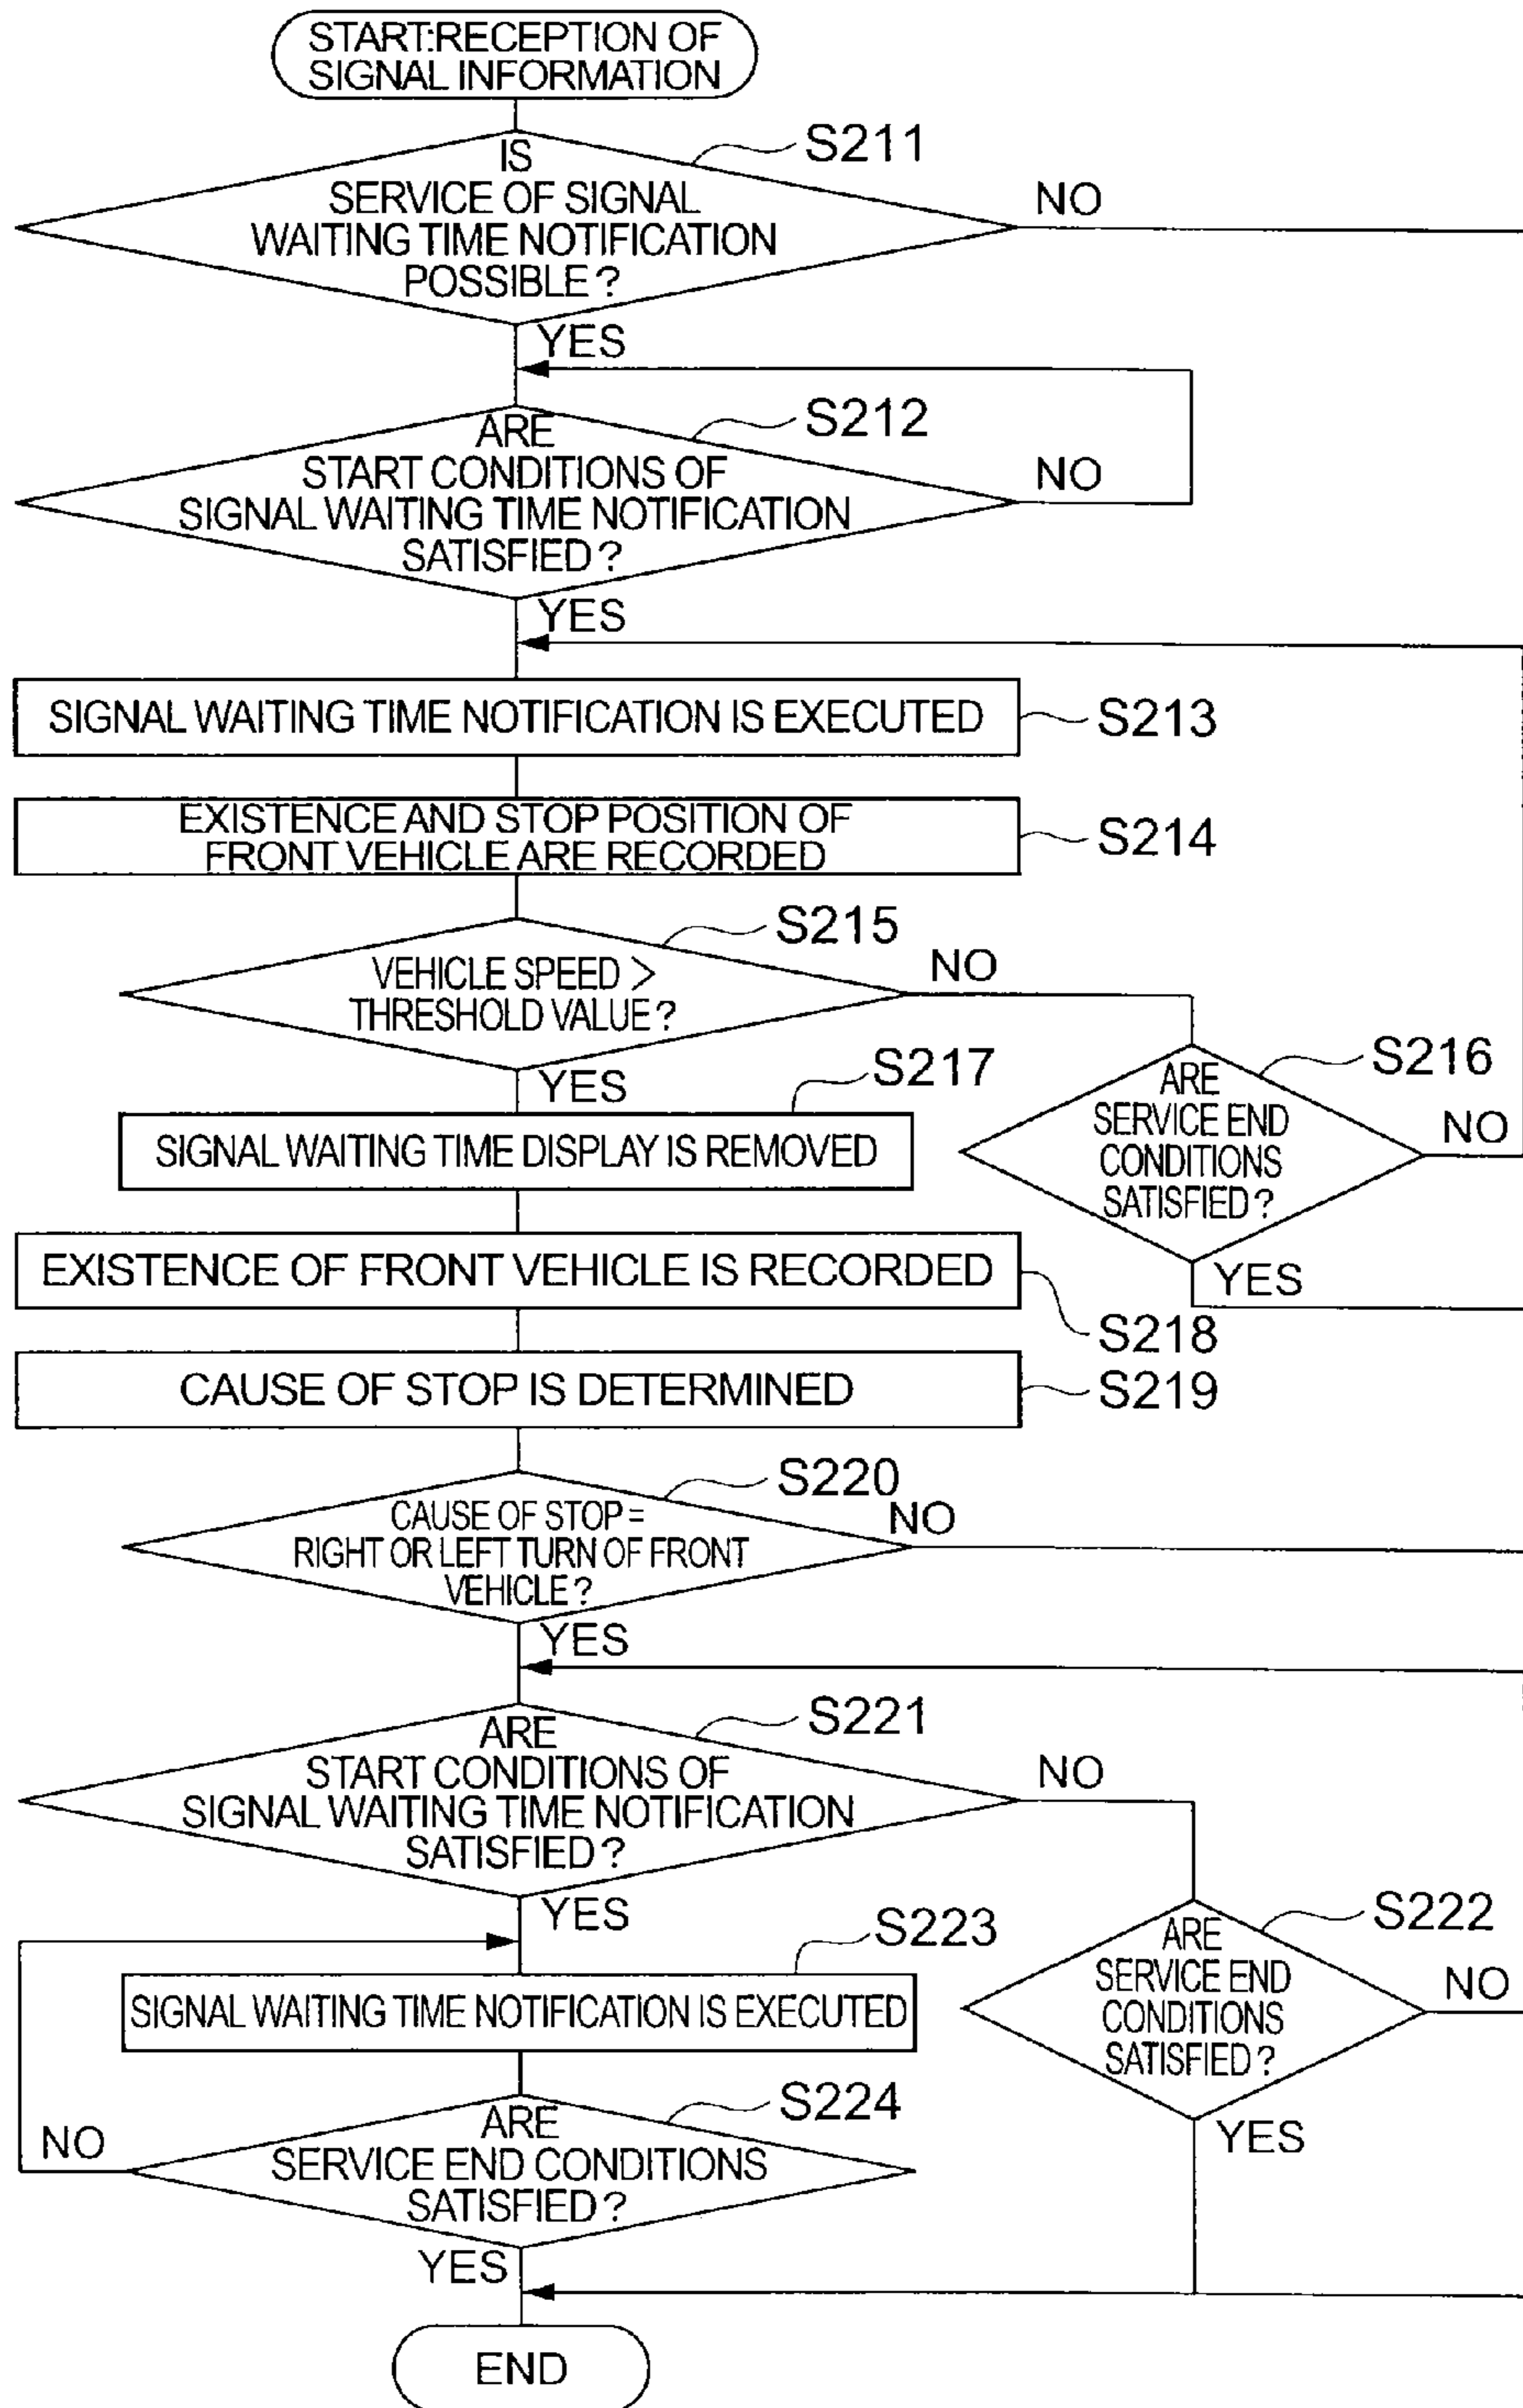 START:RECEPTION OF
SIGNAL INFORMATION
S211
IS
SERVICE OF SIGNAL
WAITING TIME NOTIFICATION
POSSIBLE?
NO
YES
S212
ARE
START CONDITIONS OF
SIGNAL WAITING TIME NOTIFICATION
SATISFIED?
NO
YES
SIGNAL WAITING TIME NOTIFICATION IS EXECUTED
S213
EXISTENCE AND STOP POSITION OF
FRONT VEHICLE ARE RECORDED
S214
S215
VEHICLE SPEED >
THRESHOLD VALUE?
NO
YES
S216
ARE
SERVICE END
CONDITIONS
SATISFIED?
NO
YES
S217
SIGNAL WAITING TIME DISPLAY IS REMOVED
EXISTENCE OF FRONT VEHICLE IS RECORDED
S218
CAUSE OF STOP IS DETERMINED
S219
S220
CAUSE OF STOP =
RIGHT OR LEFT TURN OF FRONT
VEHICLE?
NO
YES
S221
ARE
START CONDITIONS OF
SIGNAL WAITING TIME NOTIFICATION
SATISFIED?
NO
YES
S222
ARE
SERVICE END
CONDITIONS
SATISFIED?
NO
YES
S223
SIGNAL WAITING TIME NOTIFICATION IS EXECUTED
S224
ARE
SERVICE END CONDITIONS
SATISFIED?
NO
YES
END